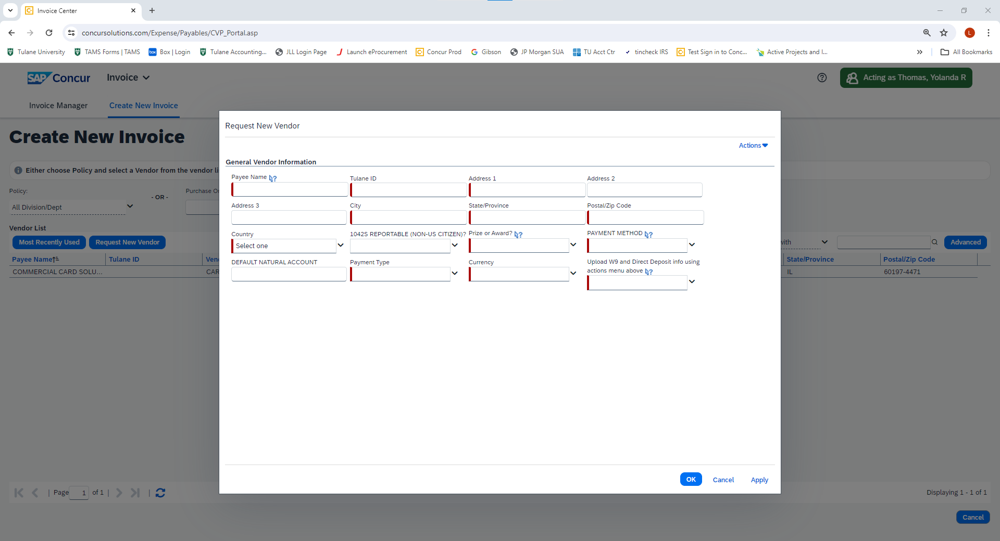 Invoice Center
concursolutions.com/Expense/Payables/CVP_Portal.asp
L
Tulane University
TAMS Forms | TAMS
box
Box | Login
Tulane Accounting...
JLL Login Page
Launch eProcurement
Concur Prod
Gibson
JP Morgan SUA
TU Acct Ctr
tincheck IRS
Test Sign in to Conc...
Active Projects and I...
All Bookmarks
SAP Concur
Invoice
Acting as Thomas, Yolanda R
Invoice Manager
Create New Invoice
Create New Invoice
Either choose Policy and select a Vendor from the vendor li
Policy:
- OR -
Purchase O
All Division/Dept
Vendor List
Most Recently Used
Request New Vendor
with
Advanced
Payee Name
Tulane ID
Ven
State/Province
Postal/Zip Code
COMMERCIAL CARD SOLU...
CAR
IL
60197-4471
Request New Vendor
Actions
General Vendor Information
Payee Name
Tulane ID
Address 1
Address 2
Address 3
City
State/Province
Postal/Zip Code
Country
1042S REPORTABLE (NON-US CITIZEN)?
Prize or Award?
PAYMENT METHOD
Select one
DEFAULT NATURAL ACCOUNT
Payment Type
Currency
Upload W9 and Direct Deposit info using
actions menu above
OK
Cancel
Apply
| Page 1 of 1 |
|
Displaying 1 - 1 of 1
Cancel